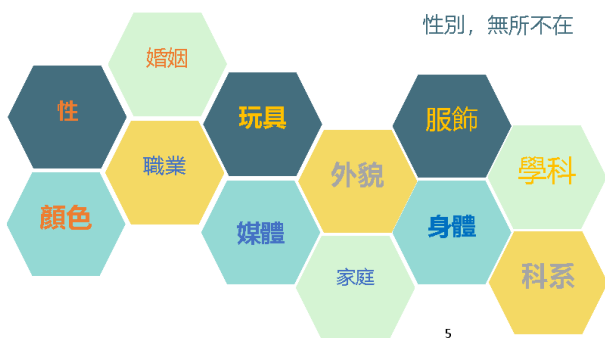 性別，無所不在
婚姻
性
玩具
服飾
職業
外貌
學科
顏色
媒體
身體
家庭
科系
5